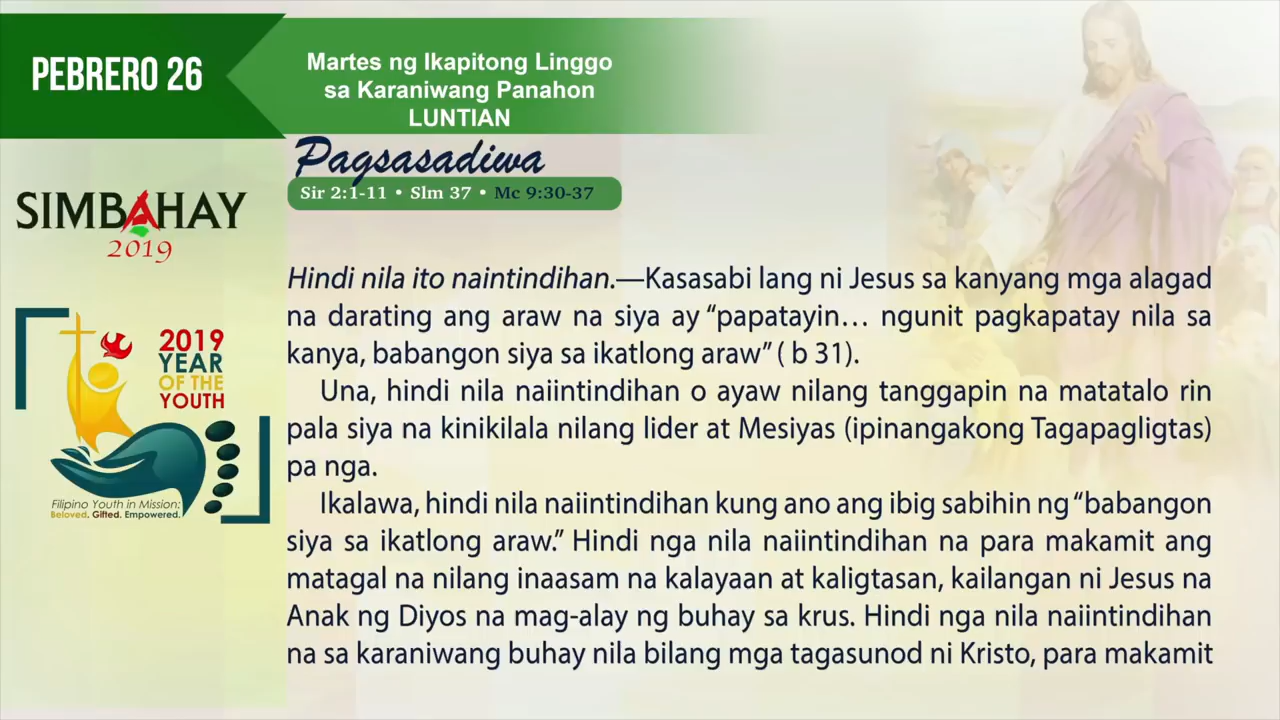 PEBRERO 26
Martes ng Ikapitong Linggo
sa Karaniwang Panahon
LUNTIAN
Pagsasadiwa
Sir 2:1-11 • Slm 37 • Mc 9:30-37
SIMBAHAY
2019
2019
YEAR
OF THE
YOUTH
Filipino Youth in Mission:
Beloved. Gifted. Empowered.
Hindi nila ito naintindihan.—Kasasabi lang ni Jesus sa kanyang mga alagad
na darating ang araw na siya ay “papatayin… ngunit pagkapatay nila sa
kanya, babangon siya sa ikatlong araw” ( b 31).
Una, hindi nila naiintindihan o ayaw nilang tanggapin na matatalo rin
pala siya na kinikilala nilang lider at Mesiyas (ipinangakong Tagapagligtas)
pa nga.
Ikalawa, hindi nila naiintindihan kung ano ang ibig sabihin ng “babangon
siya sa ikatlong araw.” Hindi nga nila naiintindihan na para makamit ang
matagal na nilang inaasam na kalayaan at kaligtasan, kailangan ni Jesus na
Anak ng Diyos na mag-alay ng buhay sa krus. Hindi nga nila naiintindihan
na sa karaniwang buhay nila bilang mga tagasunod ni Kristo, para makamit